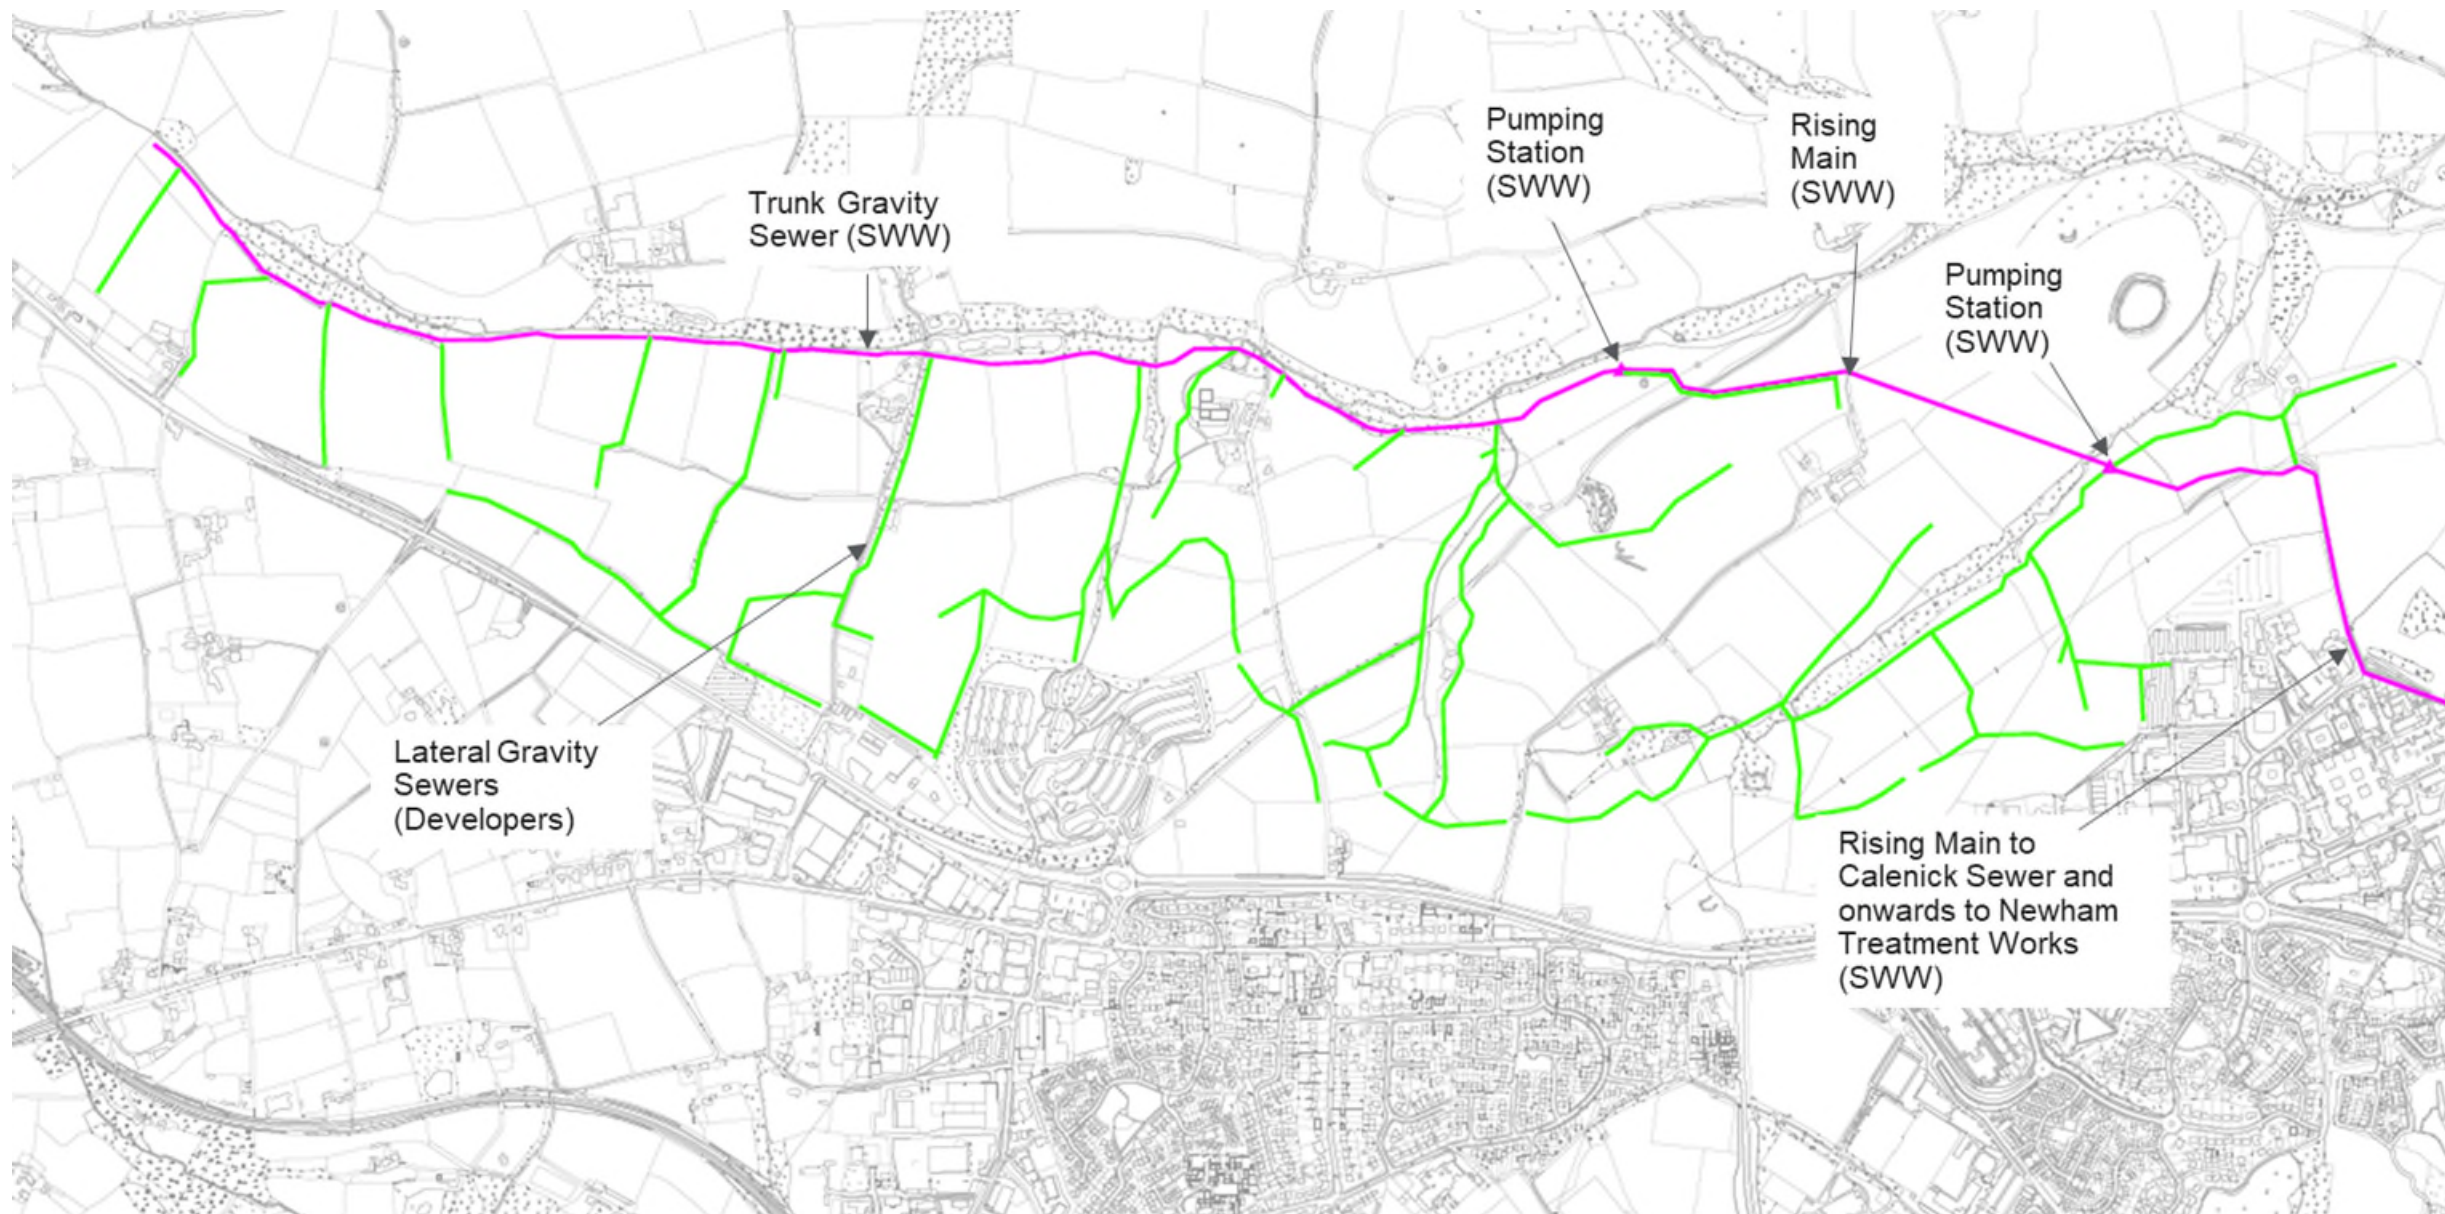 Pumping
Station
(SWW)
Rising
Main
(SWW)
Trunk Gravity
Sewer (SWW)
Pumping
Station
(SWW)
Lateral Gravity
Sewers
(Developers)
Rising Main to
Calenick Sewer and
onwards to Newham
Treatment Works
(SWW)